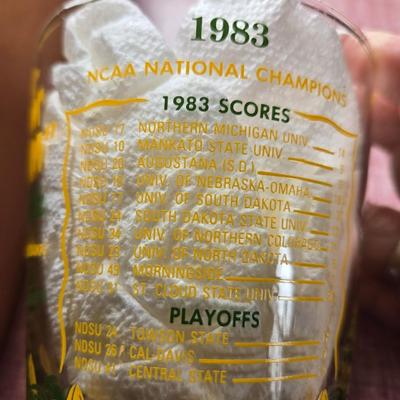 1983
NCAA NATIONAL CHAMPIONS
1983 SCORES
NDSU 17 NORTHERN MICHIGAN UNIV. 14
NDSU 10 MANKATO STATE UNIV.
NDSU 20 AUGUSTANA (S.D.)
NDSU UNIV. OF NEBRASKA-OMAHA
NDSU UNIV. OF SOUTH DAKOTA
NDSU SOUTH DAKOTA STATE UNIV.
NDSU 34 UNIV. OF NORTHERN COLORADO
NDSU UNIV. OF NORTH DAKOTA
NDSU 49 MORNINGSIDE
NDSU ST. CLOUD STATE UNIV.
PLAYOFFS
NDSU 24 TOWSON STATE
NDSU CAL-DAVIS
NDSU 41 CENTRAL STATE